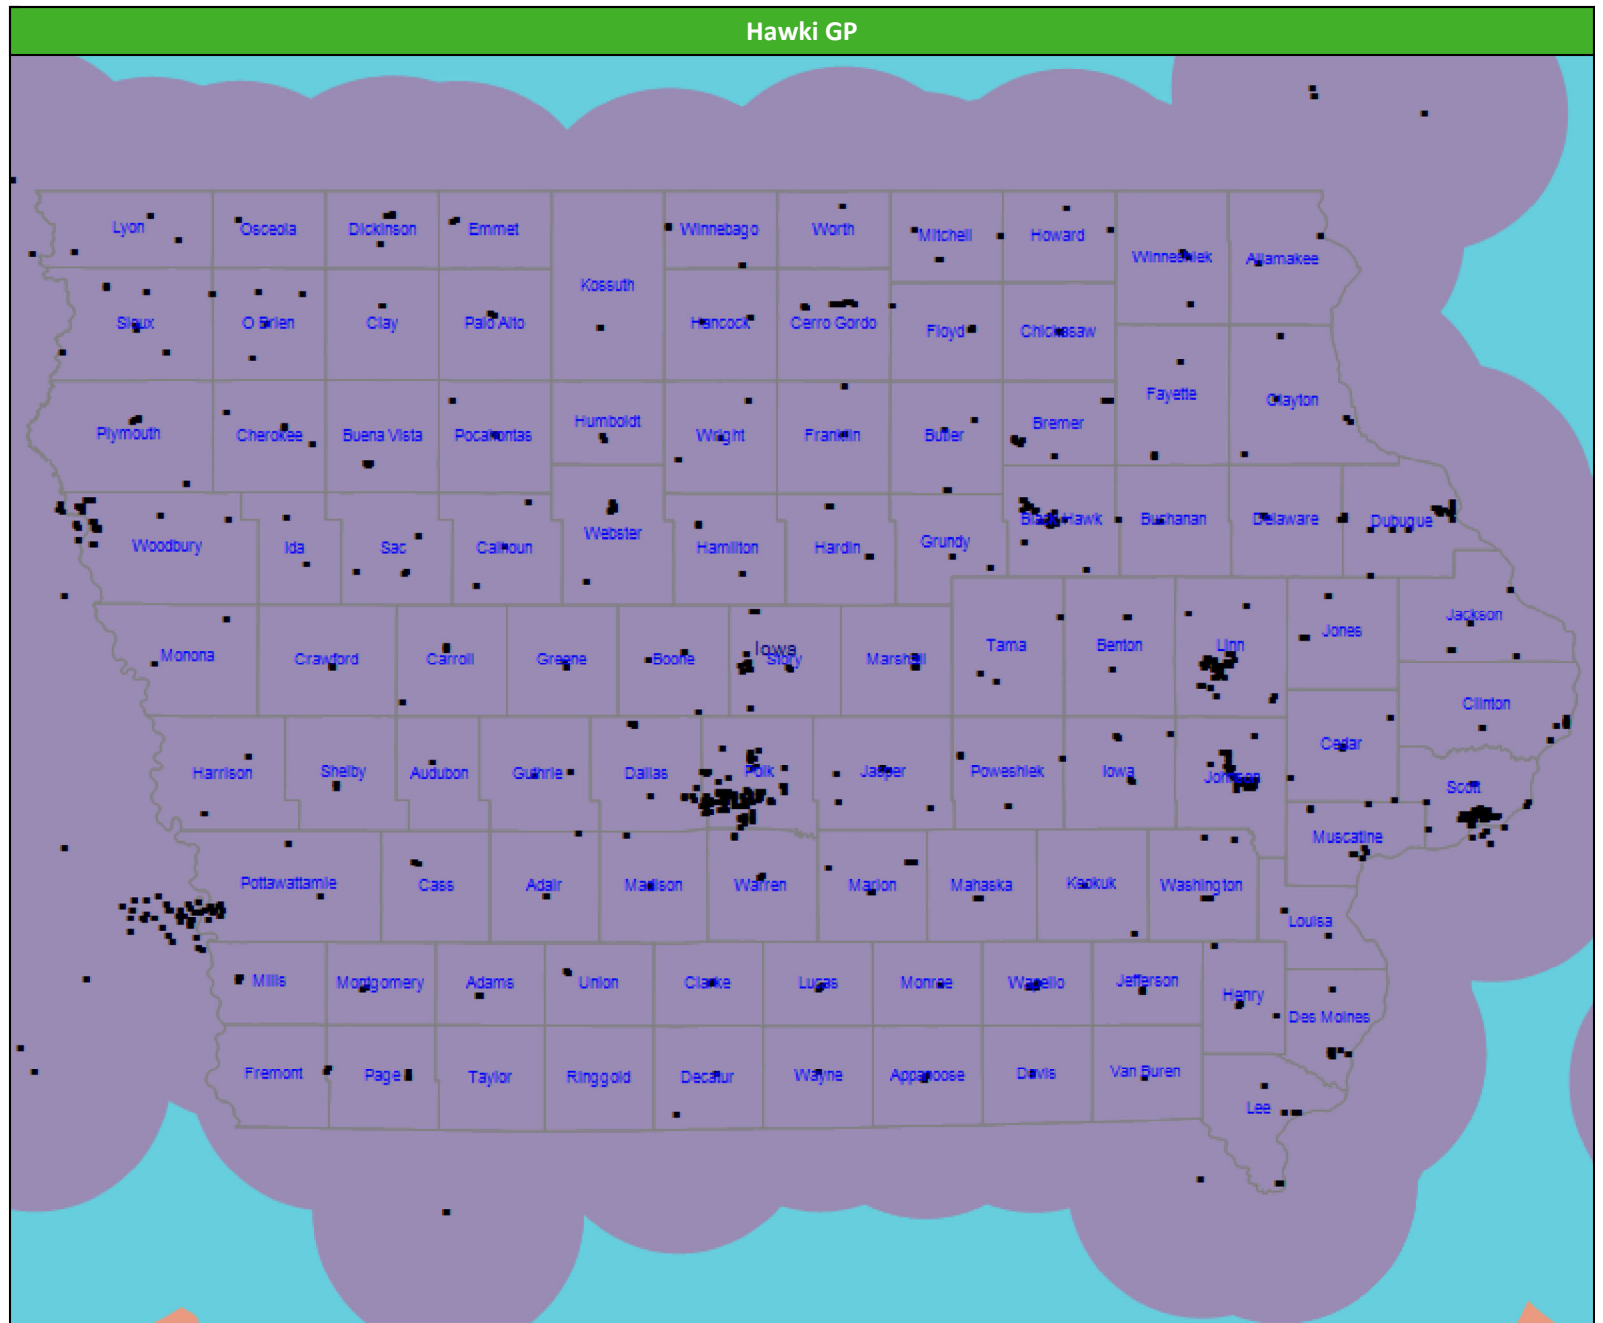 Hawki GP
Lyon
Osceola
Dickinson
Emmet
Winnebago
Worth
Mitchell
Howard
Winneshiek
Allamakee
Kossuth
Sioux
O Brien
Clay
Palo Alto
Hancock
Cerro Gordo
Floyd
Chickasaw
Fayette
Clayton
Plymouth
Cherokee
Buena Vista
Pocahontas
Humboldt
Wright
Franklin
Butler
Bremer
Woodbury
Ida
Sac
Calhoun
Webster
Hamilton
Hardin
Grundy
Black Hawk
Buchanan
Delaware
Dubuque
Monona
Crawford
Carroll
Greene
Boone
Iowa
Story
Marshall
Tama
Benton
Linn
Jones
Jackson
Clinton
Harrison
Shelby
Audubon
Guthrie
Dallas
Polk
Jasper
Poweshiek
Iowa
Johnson
Cedar
Scott
Muscatine
Pottawattamie
Cass
Adair
Madison
Warren
Marion
Mahaska
Keokuk
Washington
Louisa
Mills
Montgomery
Adams
Union
Clarke
Lucas
Monroe
Wapello
Jefferson
Henry
Des Moines
Fremont
Page
Taylor
Ringgold
Decatur
Wayne
Appanoose
Davis
Van Buren
Lee